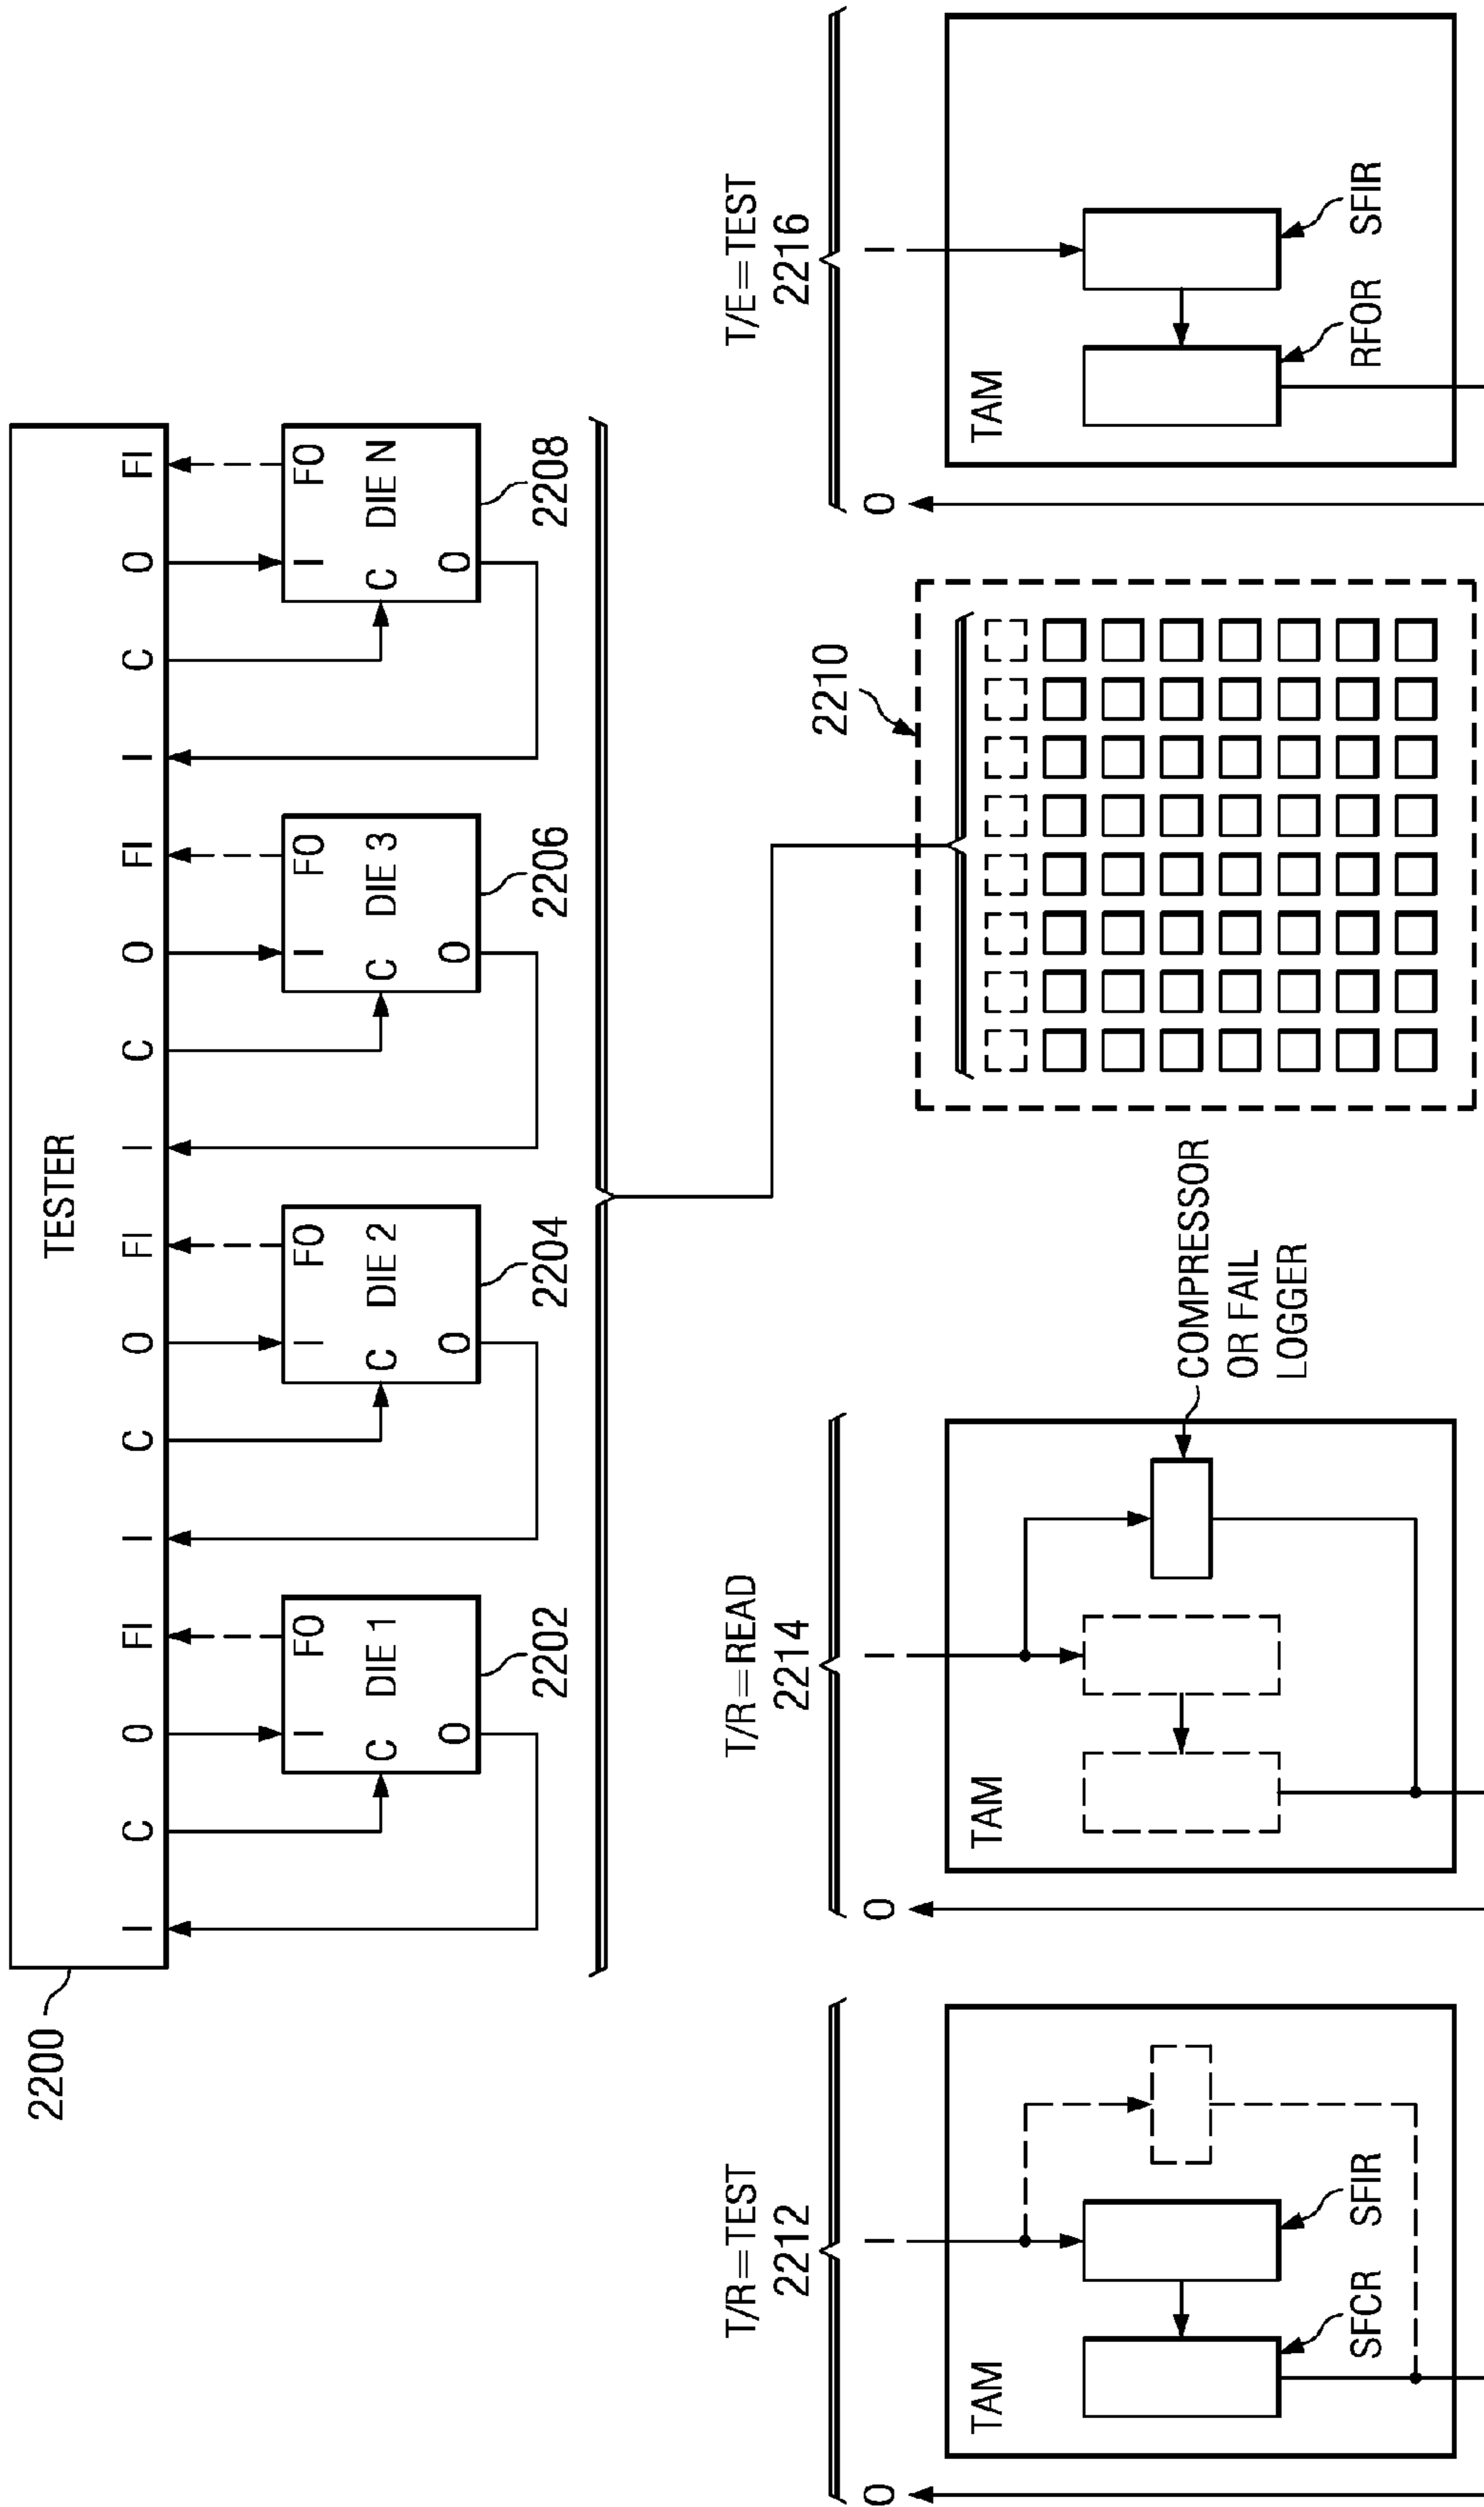 2200
TESTER
I C O FI I C O FI I C O FI I C O FI
I FO I FO I FO I FO
C DIE 1 C DIE 2 C DIE 3 C DIE N
O O O O
2202 2204 2206 2208
T/R=TEST T/R=READ T/E=TEST
2212 2214 2216
2210
O I O I O I
TAM TAM TAM
COMPRESSOR
OR FAIL
LOGGER
SFCR SFIR RFOR SFIR